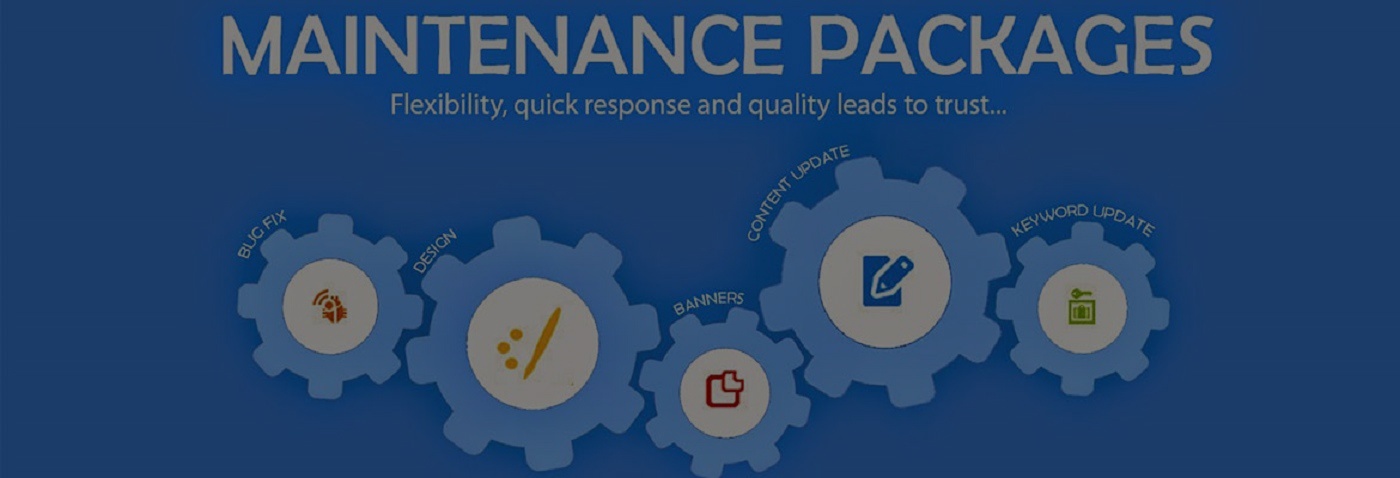 MAINTENANCE PACKAGES
Flexibility, quick response and quality leads to trust...
BUG FIX
DESIGN
BANNERS
CONTENT UPDATE
KEYWORD UPDATE